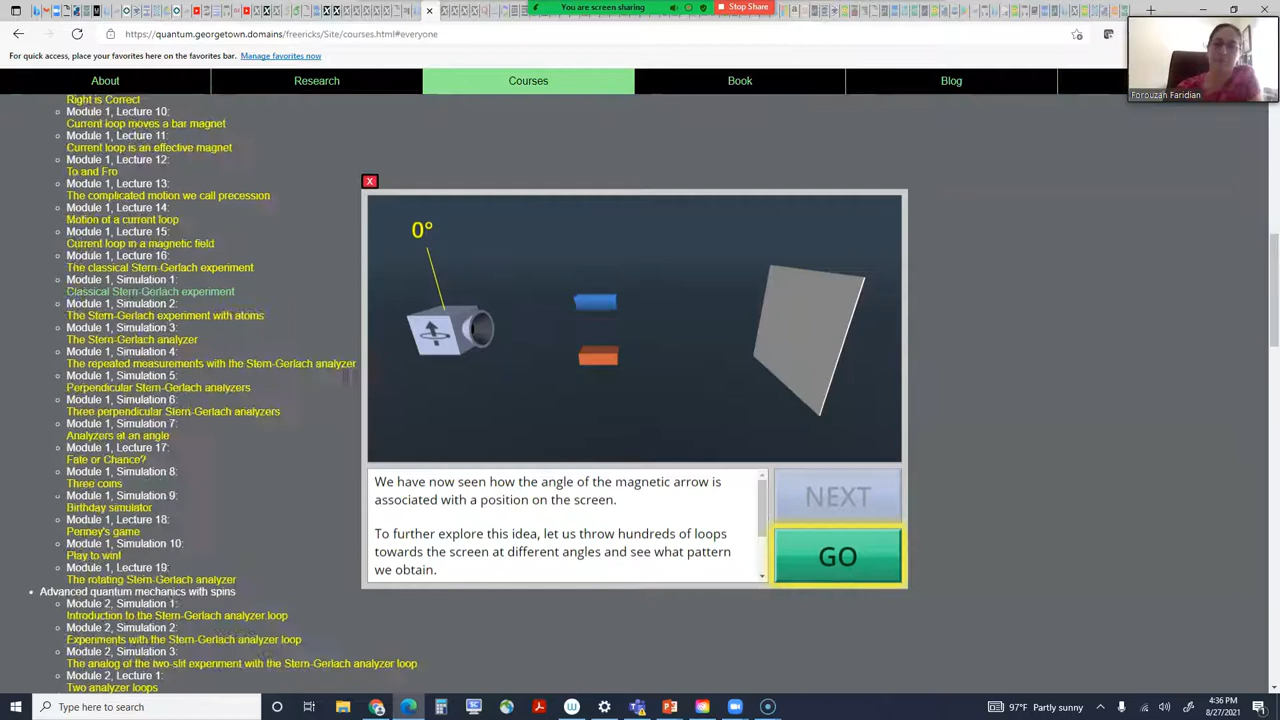 You are screen sharing
Stop Share
https://quantum.georgetown.domains/freericks/Site/courses.html#everyone
For quick access, place your favorites here on the favorites bar. Manage favorites now
Forouzan Faridian
About
Research
Courses
Book
Blog
Right is Correct
Module 1, Lecture 10:
Current loop moves a bar magnet
Module 1, Lecture 11:
Current loop is an effective magnet
Module 1, Lecture 12:
To and Fro
Module 1, Lecture 13:
The complicated motion we call precession
Module 1, Lecture 14:
Motion of a current loop
Module 1, Lecture 15:
Current loop in a magnetic field
Module 1, Lecture 16:
The classical Stern-Gerlach experiment
Module 1, Simulation 1:
Classical Stern-Gerlach experiment
Module 1, Simulation 2:
The Stern-Gerlach experiment with atoms
Module 1, Simulation 3:
The Stern-Gerlach analyzer
Module 1, Simulation 4:
The repeated measurements with the Stern-Gerlach analyzer
Module 1, Simulation 5:
Perpendicular Stern-Gerlach analyzers
Module 1, Simulation 6:
Three perpendicular Stern-Gerlach analyzers
Module 1, Simulation 7:
Analyzers at an angle
Module 1, Lecture 17:
Fate or Chance?
Module 1, Simulation 8:
Three coins
Module 1, Simulation 9:
Birthday simulator
Module 1, Lecture 18:
Penney's game
Module 1, Simulation 10:
Play to win!
Module 1, Lecture 19:
The rotating Stern-Gerlach analyzer
Advanced quantum mechanics with spins
Module 2, Simulation 1:
Introduction to the Stern-Gerlach analyzer loop
Module 2, Simulation 2:
Experiments with the Stern-Gerlach analyzer loop
Module 2, Simulation 3:
The analog of the two-slit experiment with the Stern-Gerlach analyzer loop
Module 2, Lecture 1:
Two analyzer loops
X
0°
We have now seen how the angle of the magnetic arrow is
associated with a position on the screen.
To further explore this idea, let us throw hundreds of loops
towards the screen at different angles and see what pattern
we obtain.
NEXT
GO
Type here to search
97°F Partly sunny
4:36 PM
8/27/2021